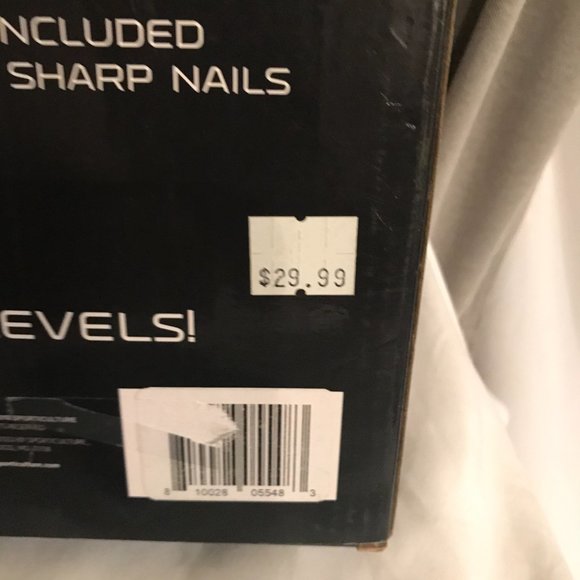 NCLUDED
SHARP NAILS
$29.99
EVELS!
8 10028 05548 3